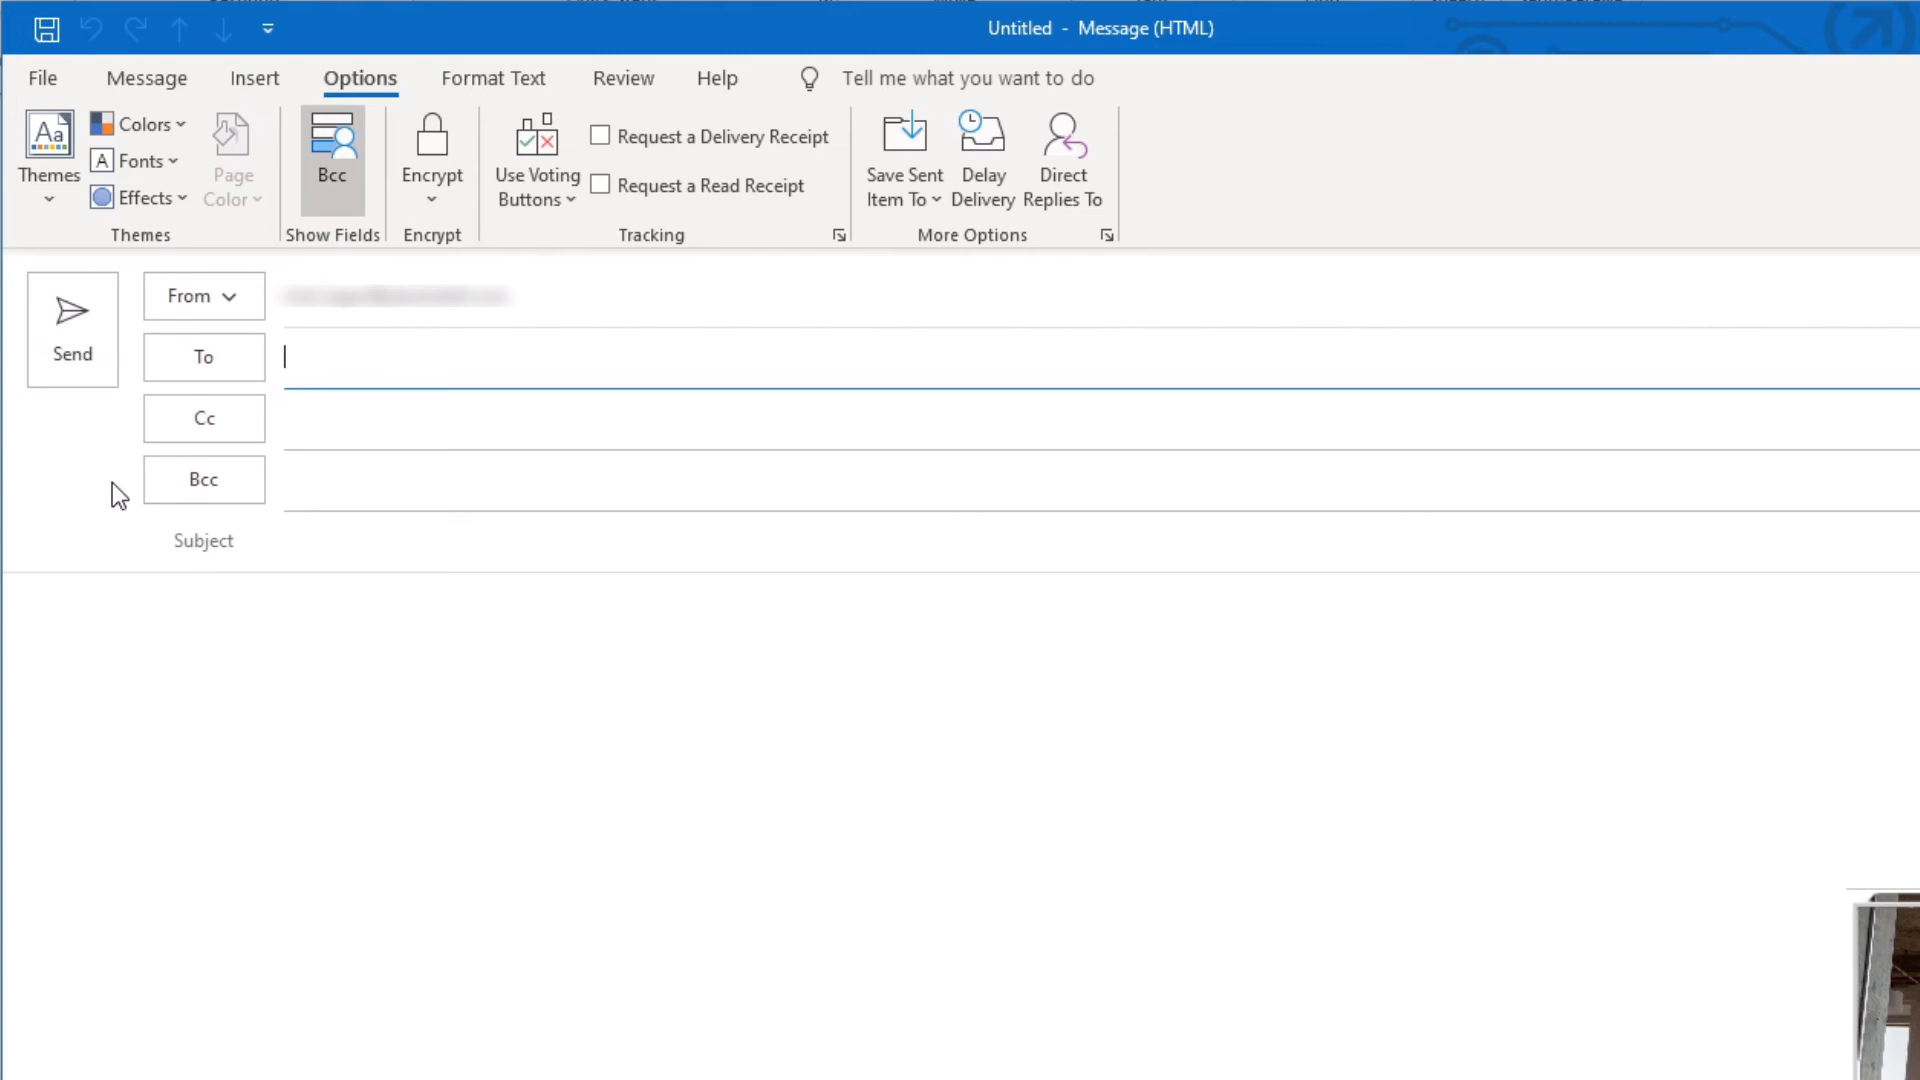 Untitled - Message (HTML)
File Message Insert Options Format Text Review Help Tell me what you want to do
Themes
Colors
Fonts
Effects
Page Color
Themes
Bcc
Show Fields
Encrypt
Encrypt
Use Voting Buttons
Request a Delivery Receipt
Request a Read Receipt
Tracking
Save Sent Item To
Delay Delivery
Direct Replies To
More Options
Send
From
To
Cc
Bcc
Subject